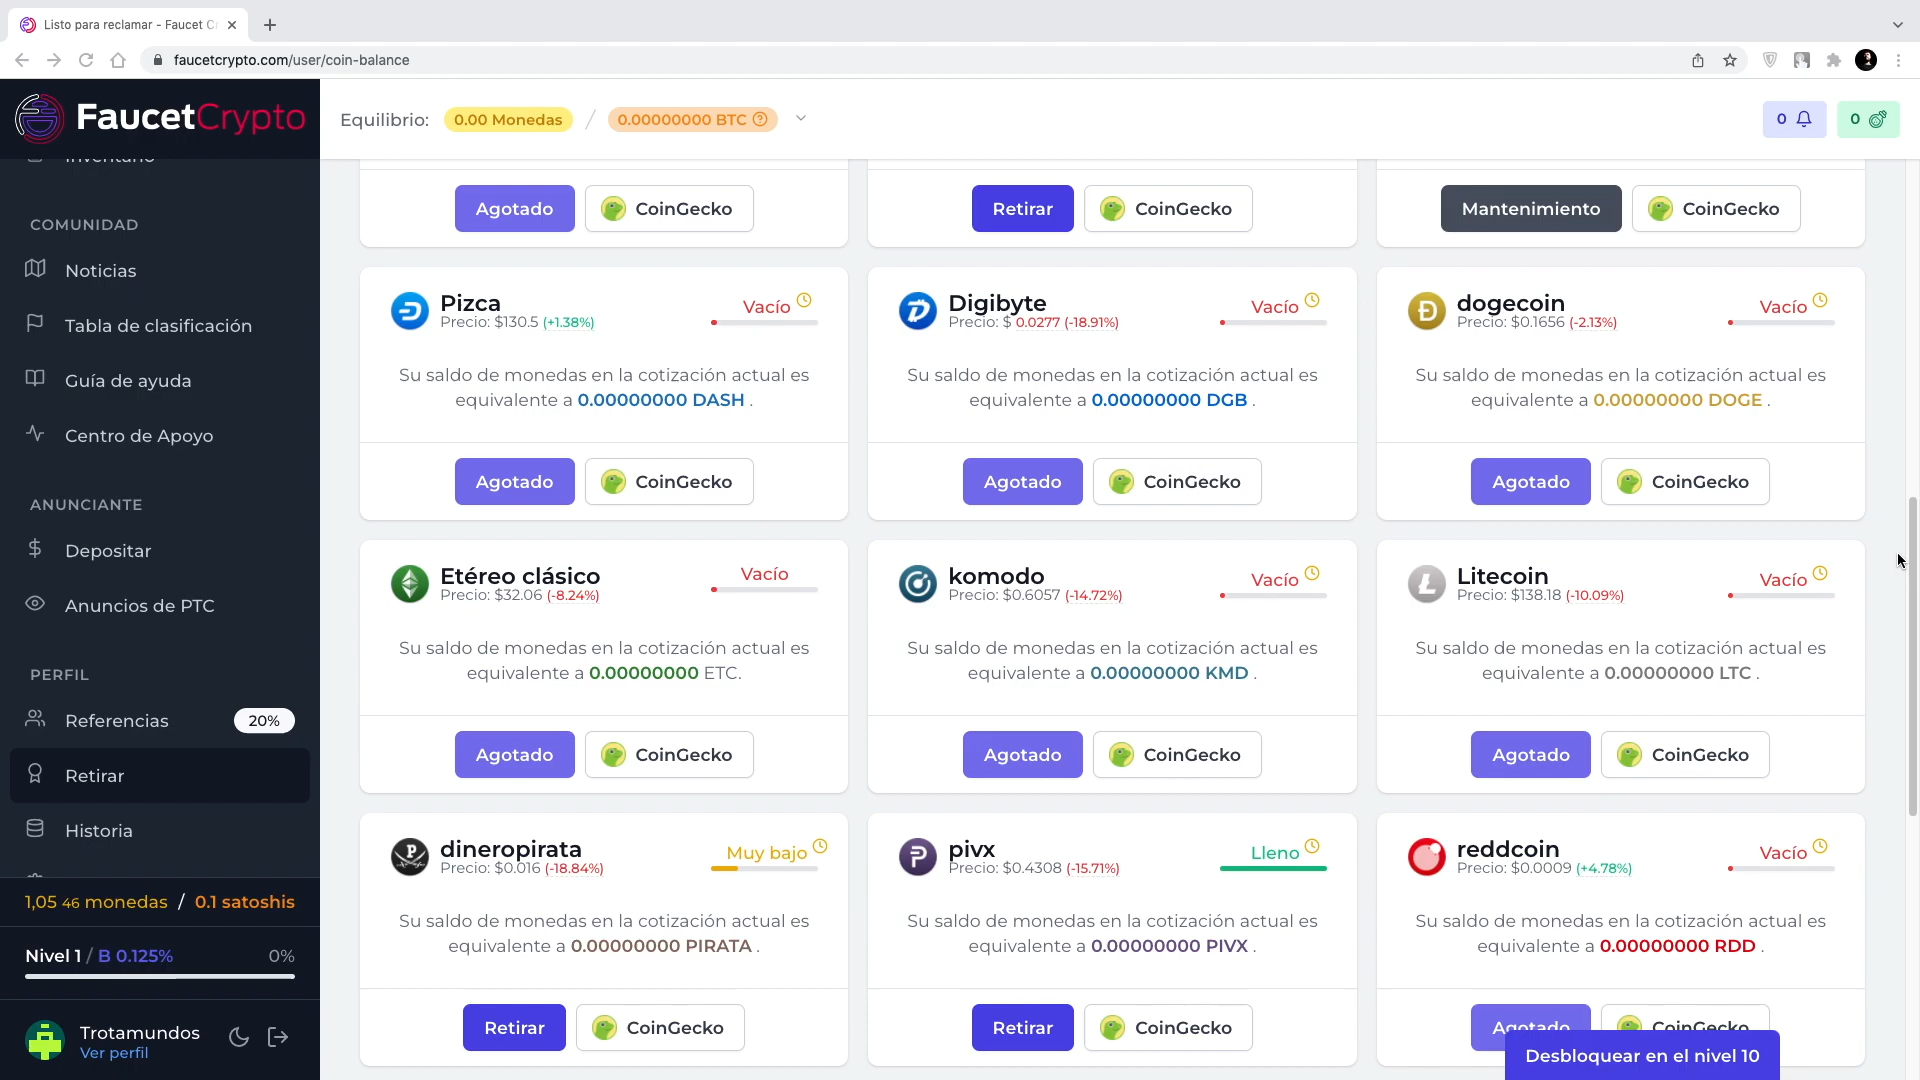 Listo para reclamar - Faucet C
faucetcrypto.com/user/coin-balance
FaucetCrypto
Equilibrio: 0.00 Monedas / 0.00000000 BTC
0
0
Inventario
COMUNIDAD
Noticias
Tabla de clasificación
Guía de ayuda
Centro de Apoyo
ANUNCIANTE
Depositar
Anuncios de PTC
PERFIL
Referencias 20%
Retirar
Historia
1,05 46 monedas / 0.1 satoshis
Nivel 1 / B 0.125% 0%
Trotamundos
Ver perfil
Agotado CoinGecko
Retirar CoinGecko
Mantenimiento CoinGecko
Pizca Vacío
Precio: $130.5 (+1.38%)
Su saldo de monedas en la cotización actual es
equivalente a 0.00000000 DASH .
Agotado CoinGecko
Digibyte Vacío
Precio: $ 0.0277 (-18.91%)
Su saldo de monedas en la cotización actual es
equivalente a 0.00000000 DGB .
Agotado CoinGecko
dogecoin Vacío
Precio: $0.1656 (-2.13%)
Su saldo de monedas en la cotización actual es
equivalente a 0.00000000 DOGE .
Agotado CoinGecko
Etéreo clásico Vacío
Precio: $32.06 (-8.24%)
Su saldo de monedas en la cotización actual es
equivalente a 0.00000000 ETC.
Agotado CoinGecko
komodo Vacío
Precio: $0.6057 (-14.72%)
Su saldo de monedas en la cotización actual es
equivalente a 0.00000000 KMD .
Agotado CoinGecko
Litecoin Vacío
Precio: $138.18 (-10.09%)
Su saldo de monedas en la cotización actual es
equivalente a 0.00000000 LTC .
Agotado CoinGecko
dineropirata Muy bajo
Precio: $0.016 (-18.84%)
Su saldo de monedas en la cotización actual es
equivalente a 0.00000000 PIRATA .
Retirar CoinGecko
pivx Lleno
Precio: $0.4308 (-15.71%)
Su saldo de monedas en la cotización actual es
equivalente a 0.00000000 PIVX .
Retirar CoinGecko
reddcoin Vacío
Precio: $0.0009 (+4.78%)
Su saldo de monedas en la cotización actual es
equivalente a 0.00000000 RDD .
Agotado CoinGecko
Desbloquear en el nivel 10